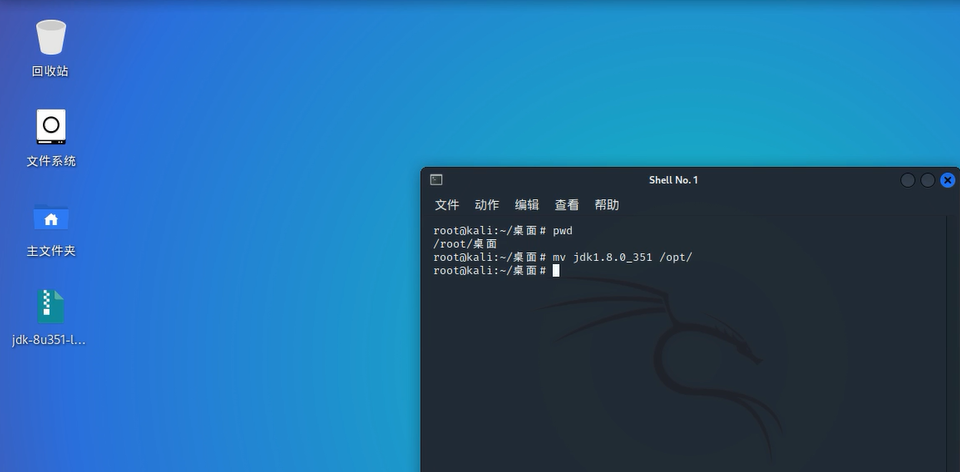 回收站
文件系统
主文件夹
jdk-8u351-l...
Shell No. 1
文件 动作 编辑 查看 帮助
root@kali:~/桌面# pwd
/root/桌面
root@kali:~/桌面# mv jdk1.8.0_351 /opt/
root@kali:~/桌面#